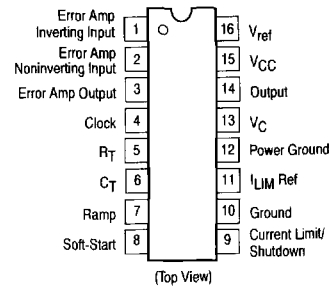 Error Amp
Inverting Input 1
Error Amp
Noninverting Input 2
Error Amp Output 3
Clock 4
RT 5
CT 6
Ramp 7
Soft-Start 8
16 Vref
15 VCC
14 Output
13 VC
12 Power Ground
11 ILIM Ref
10 Ground
9 Current Limit/
Shutdown
(Top View)